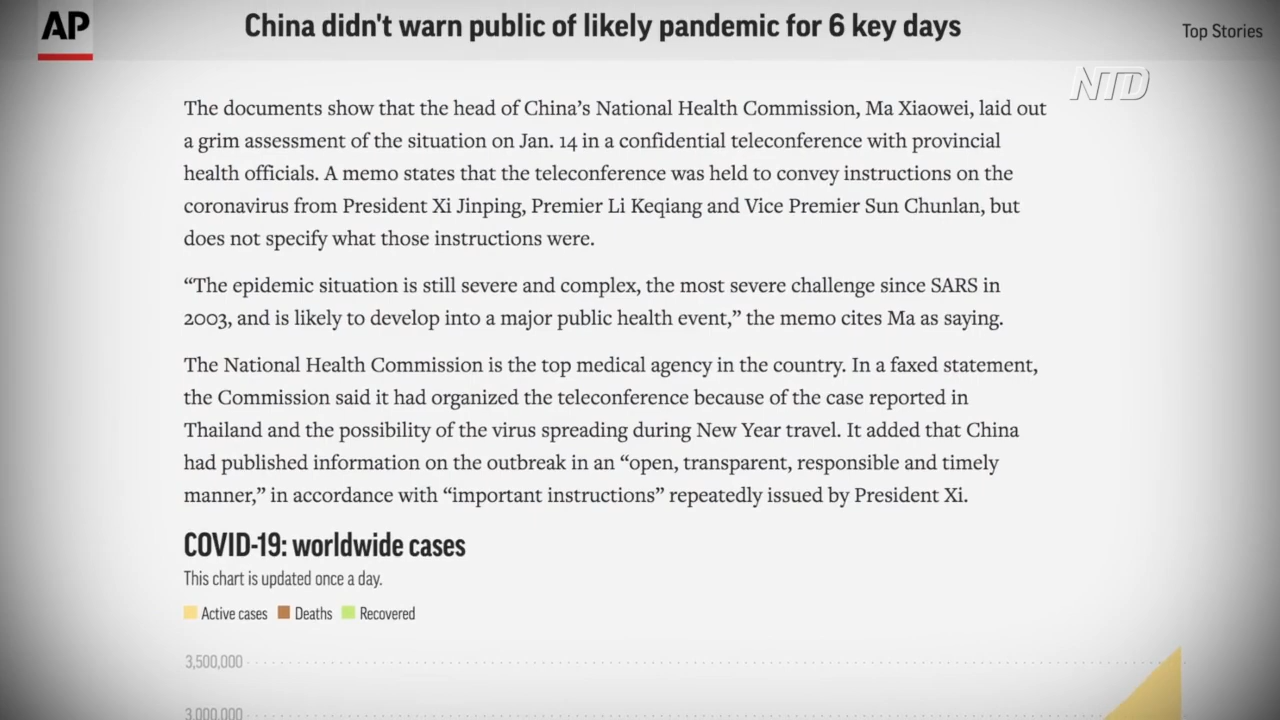 AP
China didn't warn public of likely pandemic for 6 key days
Top Stories
NTD
The documents show that the head of China’s National Health Commission, Ma Xiaowei, laid out
a grim assessment of the situation on Jan. 14 in a confidential teleconference with provincial
health officials. A memo states that the teleconference was held to convey instructions on the
coronavirus from President Xi Jinping, Premier Li Keqiang and Vice Premier Sun Chunlan, but
does not specify what those instructions were.
“The epidemic situation is still severe and complex, the most severe challenge since SARS in
2003, and is likely to develop into a major public health event,” the memo cites Ma as saying.
The National Health Commission is the top medical agency in the country. In a faxed statement,
the Commission said it had organized the teleconference because of the case reported in
Thailand and the possibility of the virus spreading during New Year travel. It added that China
had published information on the outbreak in an “open, transparent, responsible and timely
manner,” in accordance with “important instructions” repeatedly issued by President Xi.
COVID-19: worldwide cases
This chart is updated once a day.
Active cases Deaths Recovered
3,500,000
3,000,000